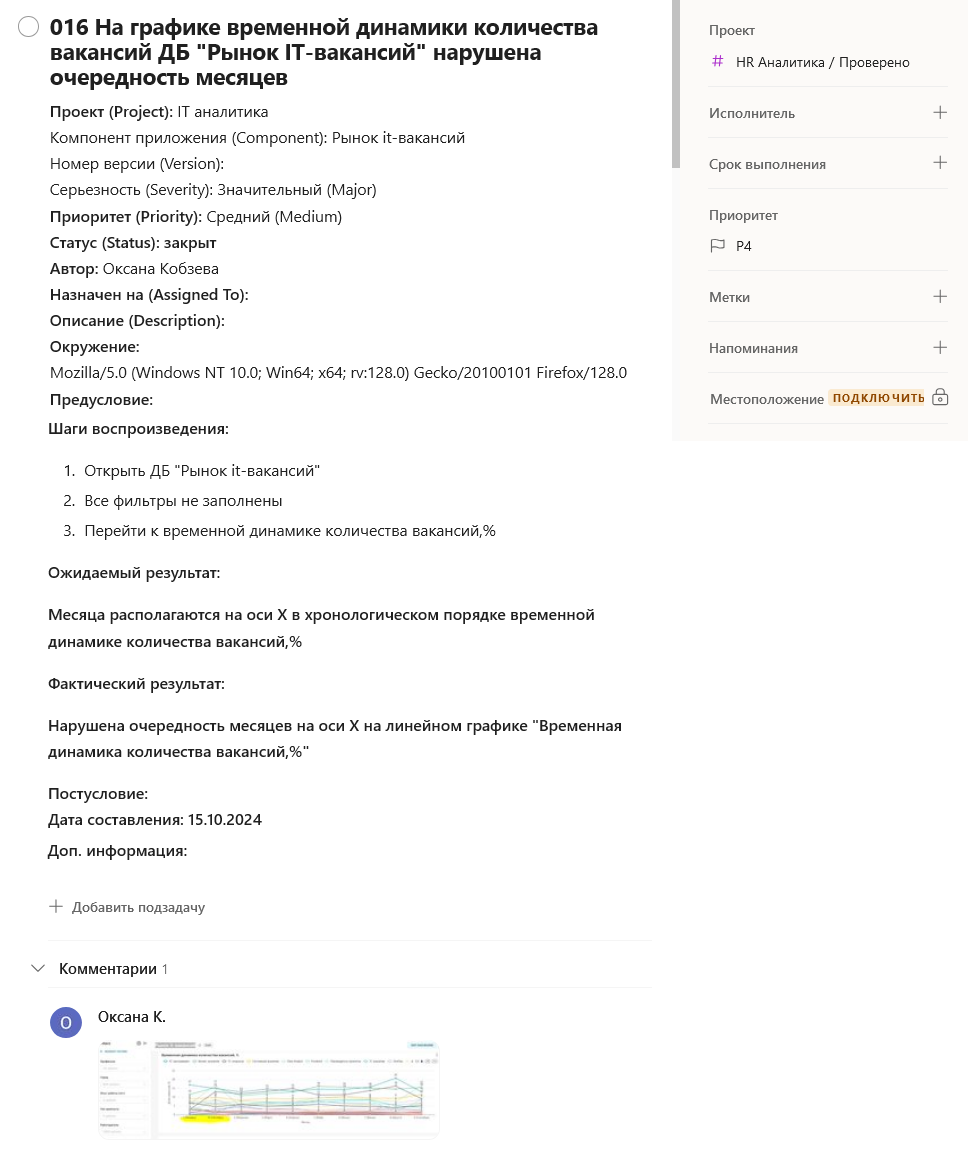 016 На графике временной динамики количества
вакансий ДБ "Рынок IT-вакансий" нарушена
очередность месяцев
Проект (Project): IT аналитика
Компонент приложения (Component): Рынок it-вакансий
Номер версии (Version):
Серьезность (Severity): Значительный (Major)
Приоритет (Priority): Средний (Medium)
Статус (Status): закрыт
Автор: Оксана Кобзева
Назначен на (Assigned To):
Описание (Description):
Окружение:
Mozilla/5.0 (Windows NT 10.0; Win64; x64; rv:128.0) Gecko/20100101 Firefox/128.0
Предусловие:
Шаги воспроизведения:
1. Открыть ДБ "Рынок it-вакансий"
2. Все фильтры не заполнены
3. Перейти к временной динамике количества вакансий,%
Ожидаемый результат:
Месяца располагаются на оси X в хронологическом порядке временной
динамике количества вакансий,%
Фактический результат:
Нарушена очередность месяцев на оси X на линейном графике "Временная
динамика количества вакансий,%"
Постусловие:
Дата составления: 15.10.2024
Доп. информация:
Добавить подзадачу
Комментарии 1
О
Оксана К.
Проект
# HR Аналитика / Проверено
Исполнитель
Срок выполнения
Приоритет
P4
Метки
Напоминания
Местоположение ПОДКЛЮЧИТЬ